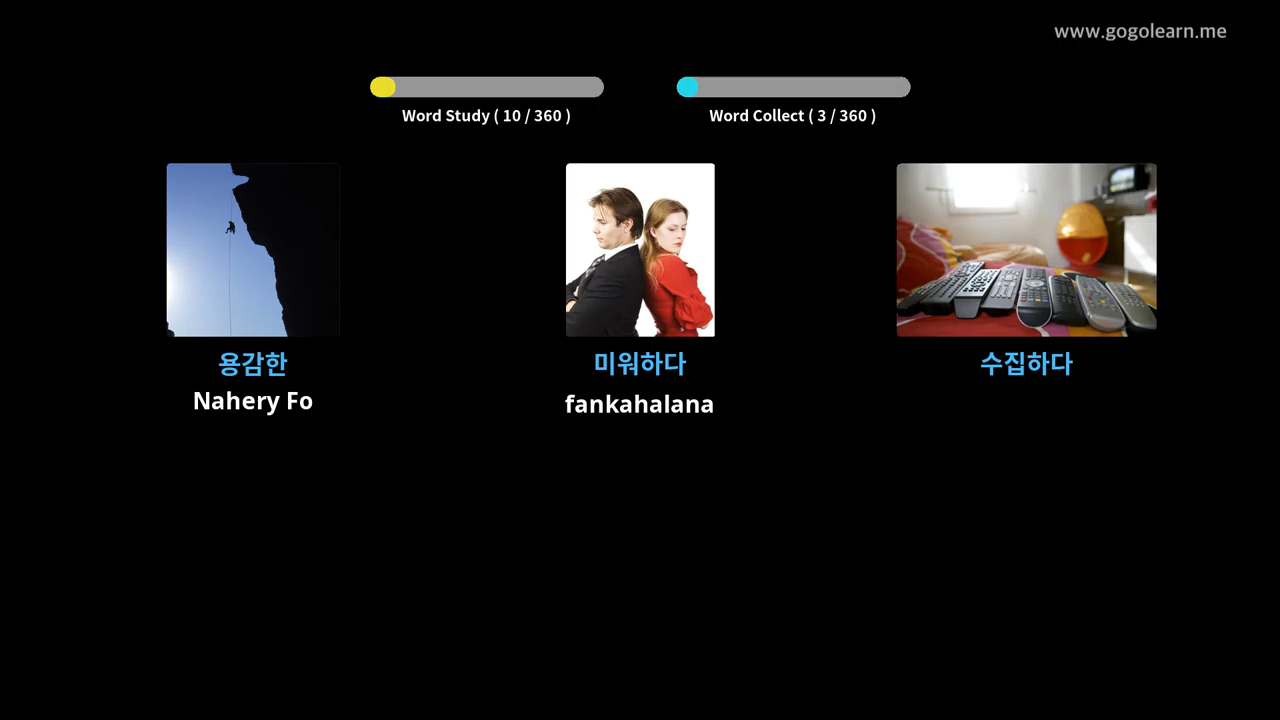 www.gogolearn.me
Word Study ( 10 / 360 )
Word Collect ( 3 / 360 )
용감한
미워하다
수집하다
Nahery Fo
fankahalana